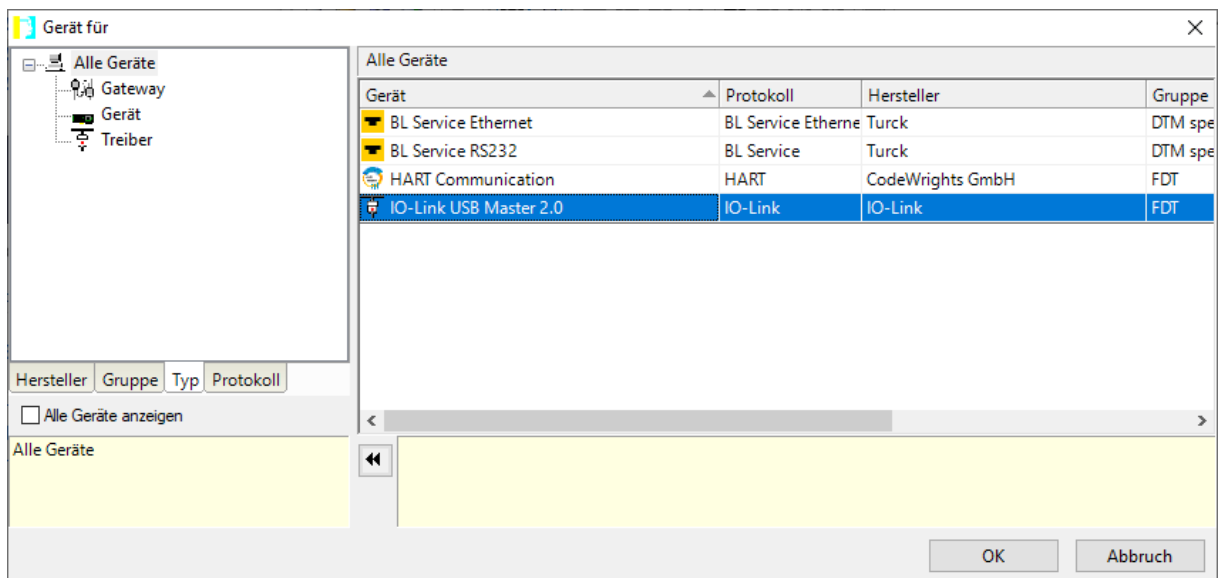 Gerät für
Alle Geräte
Gateway
Gerät
Treiber
Hersteller Gruppe Typ Protokoll
Alle Geräte anzeigen
Alle Geräte
Alle Geräte
Gerät Protokoll Hersteller Gruppe
BL Service Ethernet BL Service Etherne Turck DTM spe
BL Service RS232 BL Service Turck DTM spe
HART Communication HART CodeWrights GmbH FDT
IO-Link USB Master 2.0 IO-Link IO-Link FDT
OK Abbruch